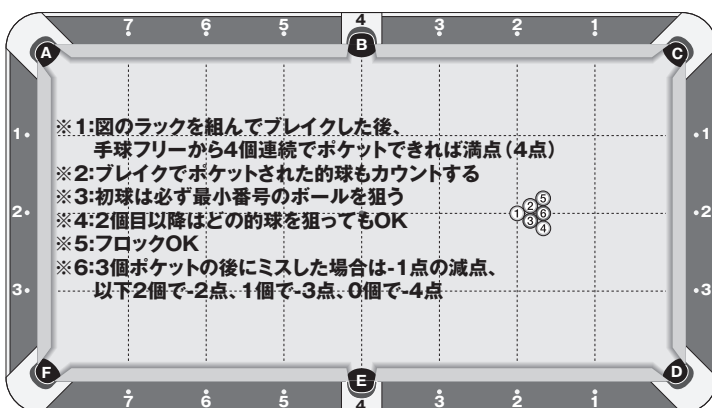 7 6 5 4 3 2 1
A B C
※1:図のラックを組んでブレイクした後、
手球フリーから4個連続でポケットできれば満点(4点)
1 1
※2:ブレイクでポケットされた的球もカウントする
※3:初球は必ず最小番号のボールを狙う
5
2 1 2 6 2
※4:2個目以降はどの的球を狙ってもOK
3 4
※5:フロックOK
※6:3個ポケットの後にミスした場合は-1点の減点、
3 3
以下2個で-2点、1個で-3点、0個で-4点
F E D
7 6 5 4 3 2 1